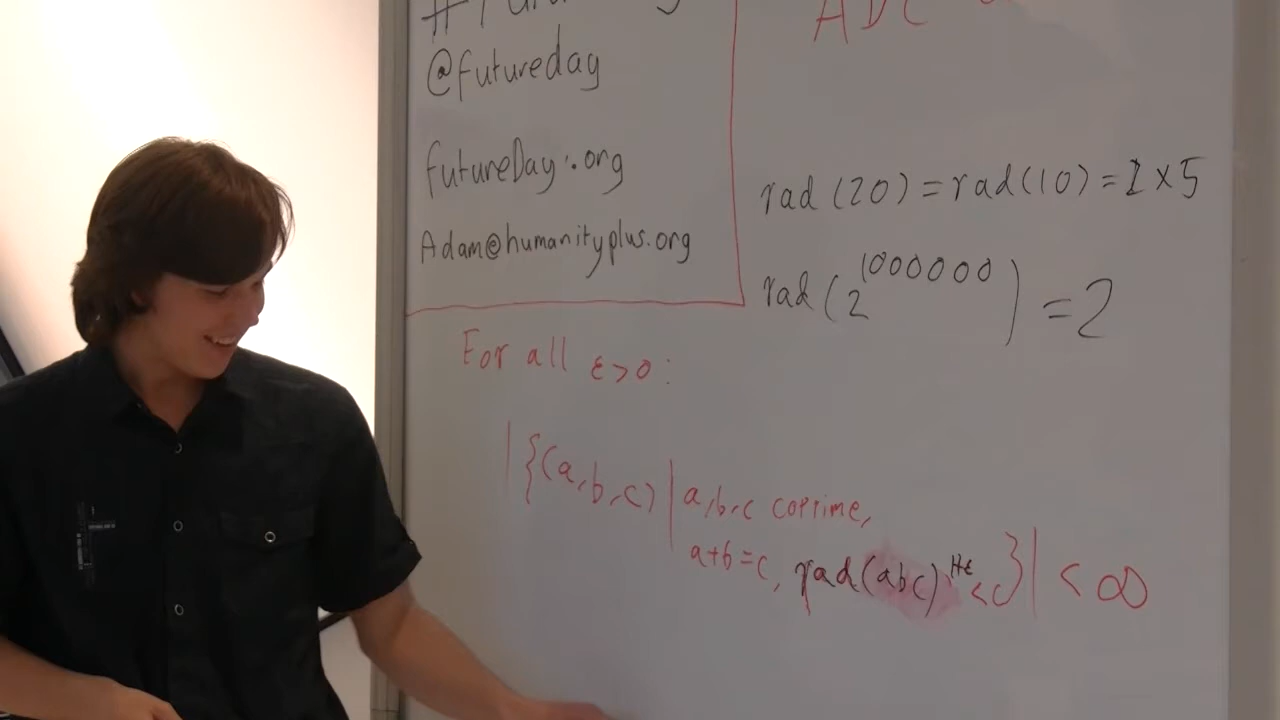 @futureday
futureDay.org
Adam@humanityplus.org
rad (20) = rad(10) = 2 × 5
rad (2^1000000) = 2
For all ε>0:
|{(a,b,c) | a,b,c coprime,
a+b=c, rad(abc)^1+ε <c}| < ∞